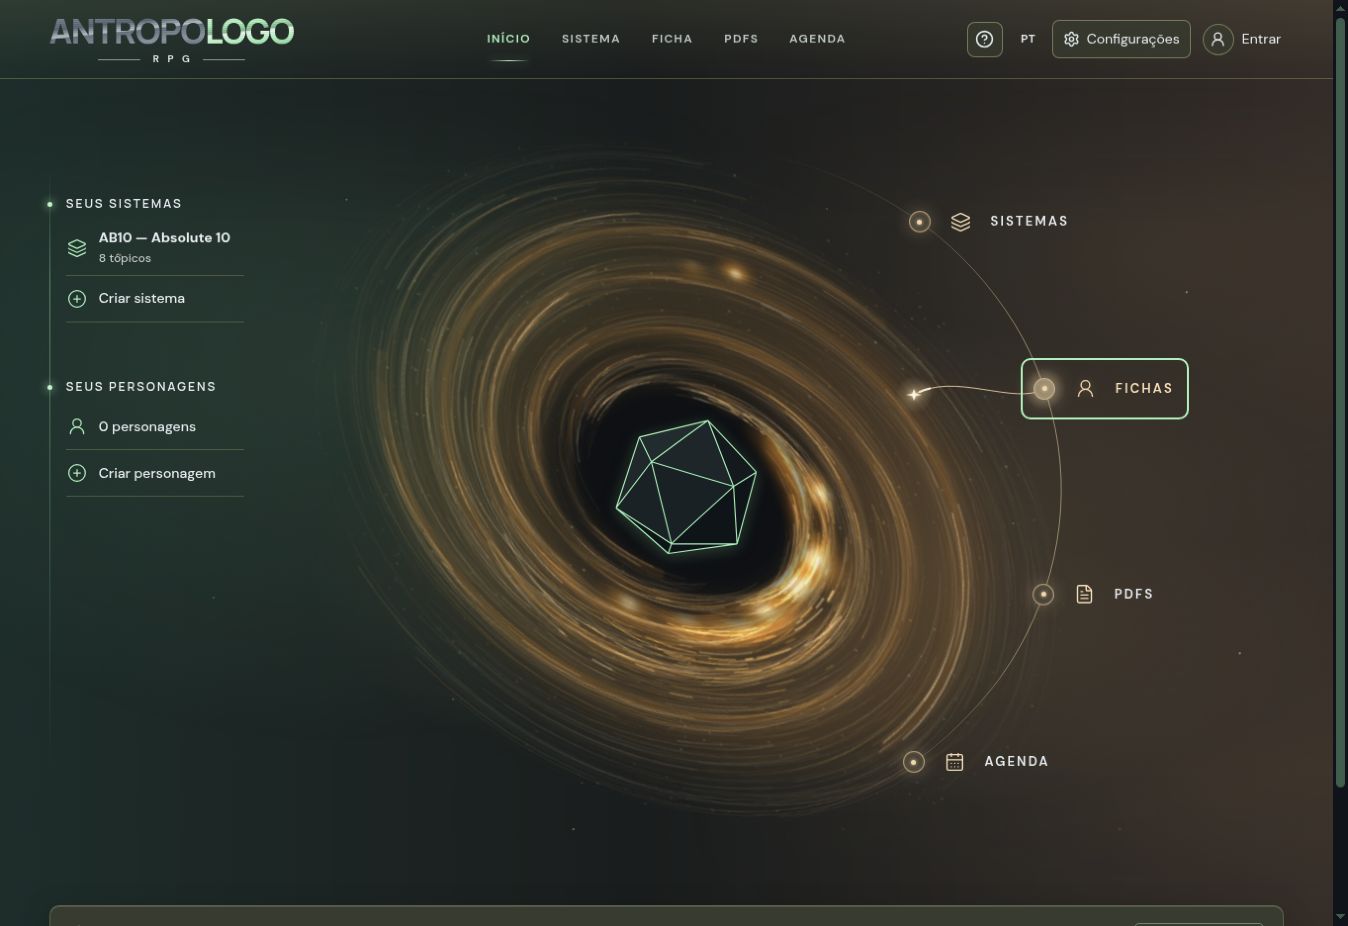 ANTROPOLOGO
RPG
INÍCIO
SISTEMA
FICHA
PDFS
AGENDA
PT
Configurações
Entrar
SEUS SISTEMAS
AB10 — Absolute 10
8 tópicos
Criar sistema
SEUS PERSONAGENS
0 personagens
Criar personagem
SISTEMAS
FICHAS
PDFS
AGENDA